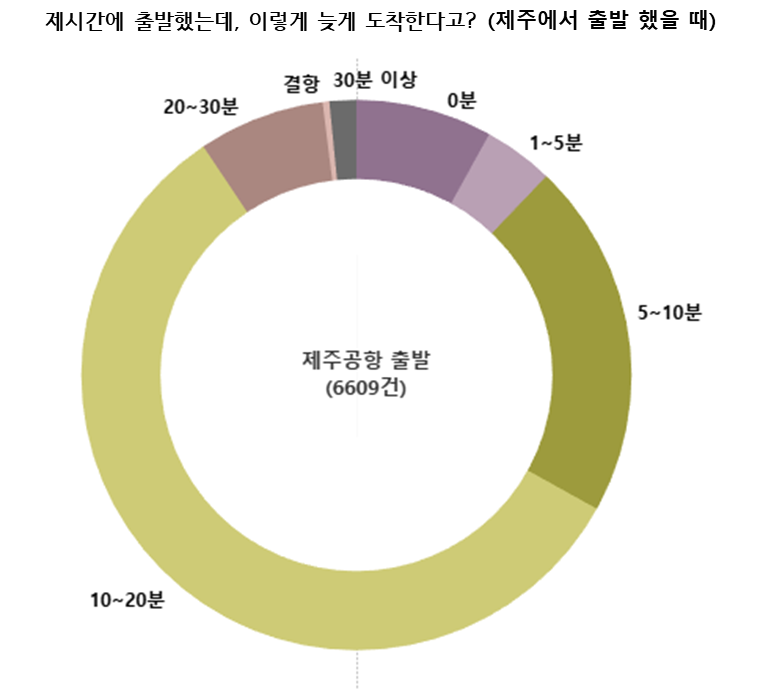 제시간에 출발했는데, 이렇게 늦게 도착한다고? (제주에서 출발 했을 때)
결항
30분 이상
20~30분
0분
1~5분
5~10분
제주공항 출발
(6609건)
10~20분